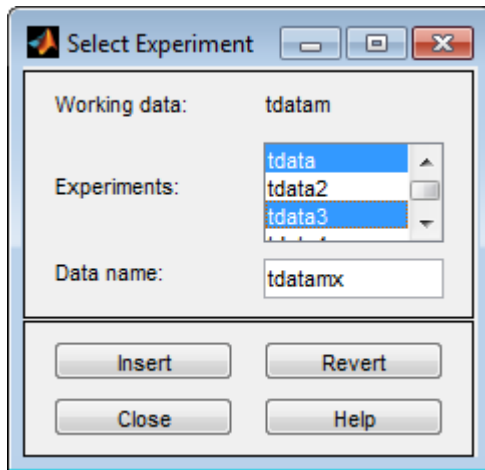 Select Experiment
Working data: tdatam
Experiments:
tdata
tdata2
tdata3
Data name: tdatamx
Insert Revert
Close Help